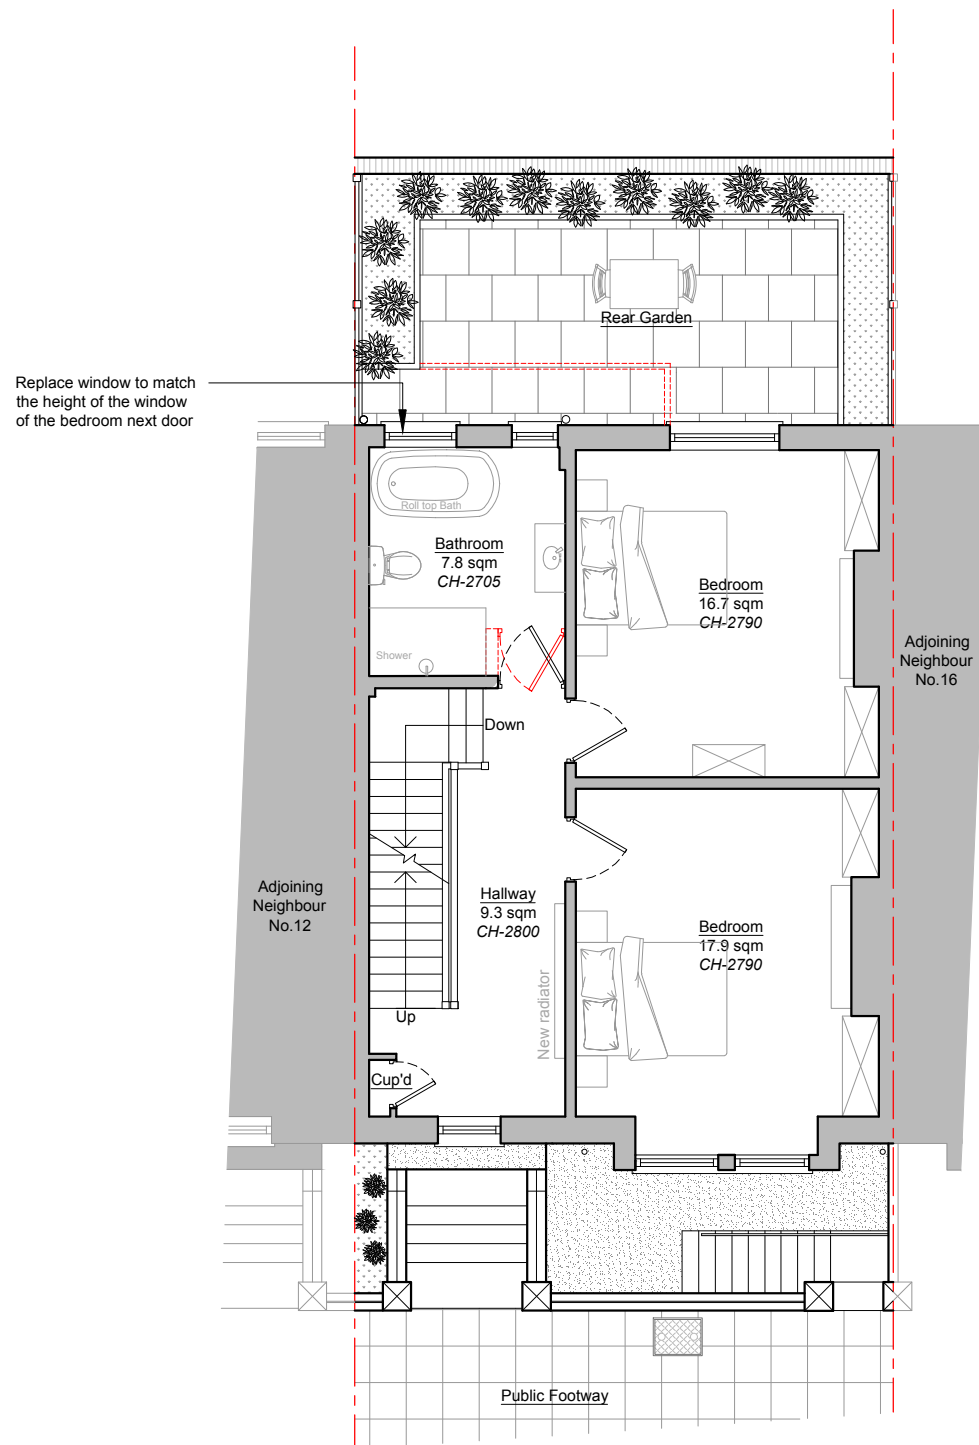 Rear Garden
Replace window to match
the height of the window
of the bedroom next door
Roll top Bath
Bathroom
7.8 sqm
CH-2705
Bedroom
16.7 sqm
CH-2790
Adjoining
Neighbour
No.16
Shower
Down
Adjoining
Neighbour
No.12
Hallway
9.3 sqm
CH-2800
Bedroom
17.9 sqm
CH-2790
New radiator
Up
Cup'd
Public Footway